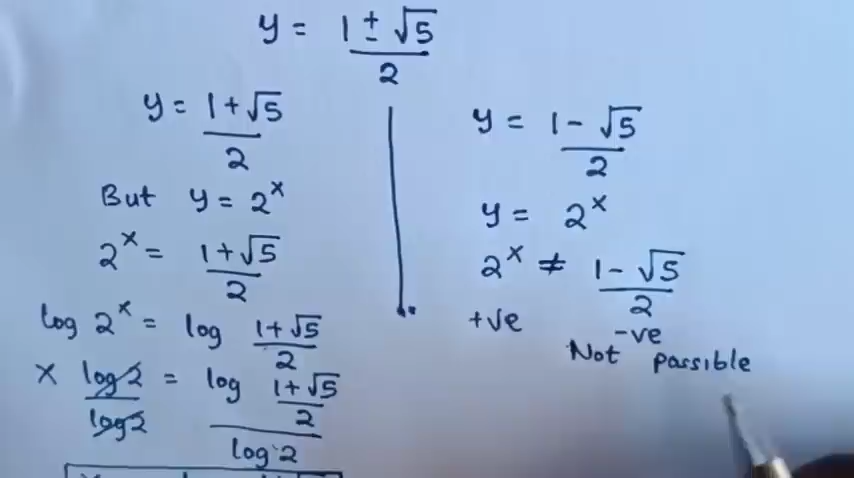 y = 1 ± √5 / 2
y = 1 + √5 / 2
But y = 2^x
2^x = 1 + √5 / 2
log 2^x = log 1 + √5 / 2
x log 2 / log 2 = log 1 + √5 / 2 / log 2
y = 1 - √5 / 2
y = 2^x
2^x ≠ 1 - √5 / 2
+ve -ve
Not passible